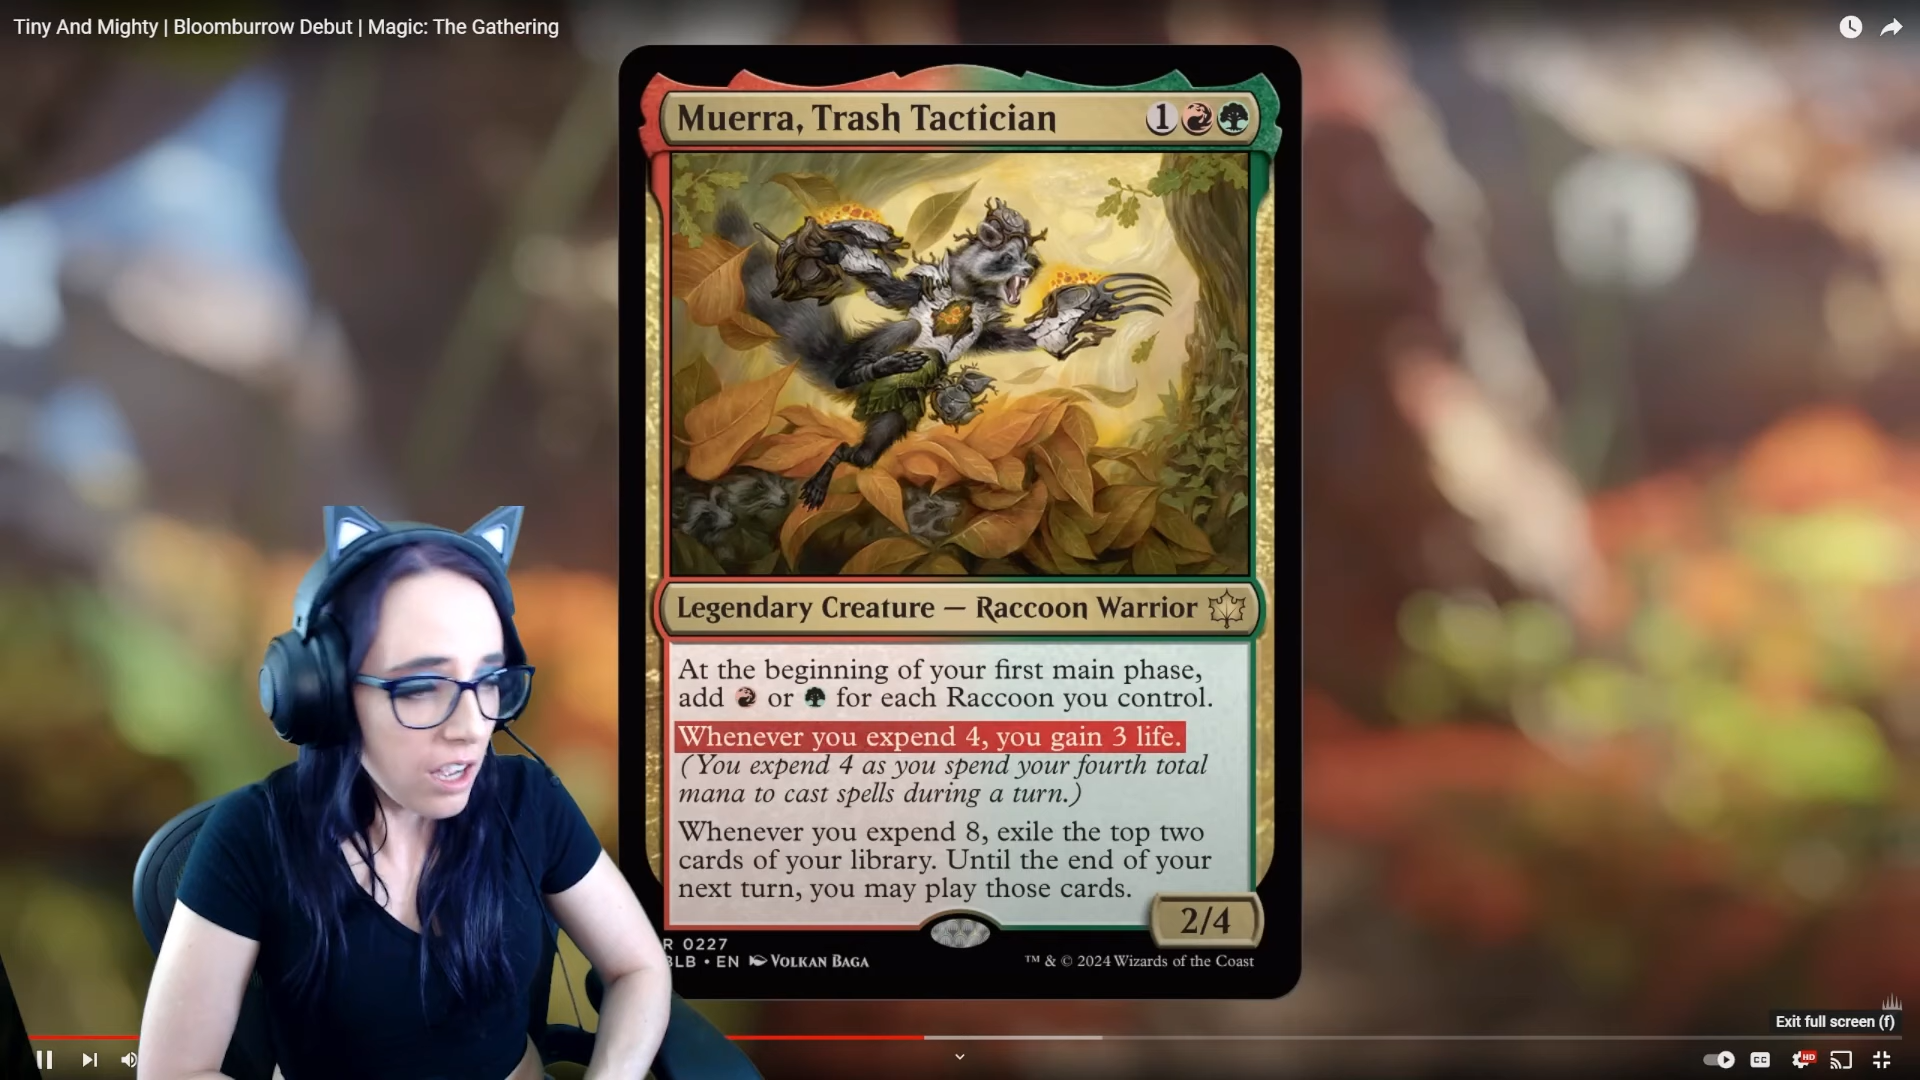 Tiny And Mighty | Bloomburrow Debut | Magic: The Gathering
Muerra, Trash Tactician 1
Legendary Creature — Raccoon Warrior
At the beginning of your first main phase,
add or for each Raccoon you control.
Whenever you expend 4, you gain 3 life.
(You expend 4 as you spend your fourth total
mana to cast spells during a turn.)
Whenever you expend 8, exile the top two
cards of your library. Until the end of your
next turn, you may play those cards.
2/4
R 0227
BLB • EN VOLKAN BAGA
™ & © 2024 Wizards of the Coast
Exit full screen (f)
CC
HD